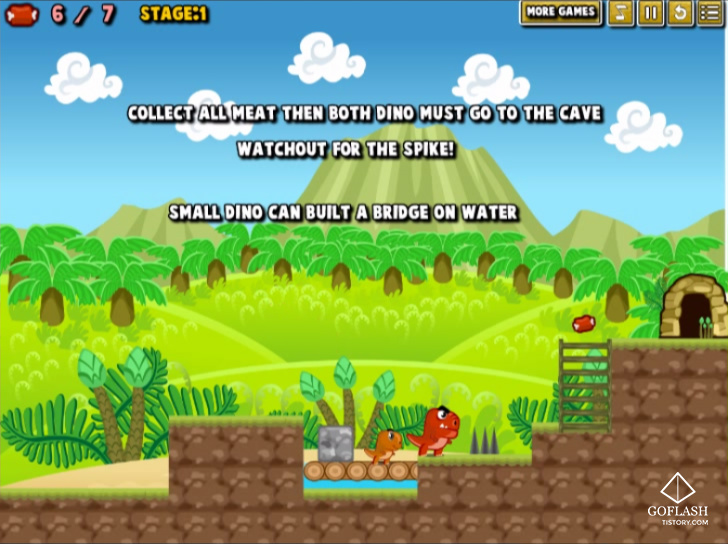 6 / 7 STAGE:1 MORE GAMES
COLLECT ALL MEAT THEN BOTH DINO MUST GO TO THE CAVE
WATCHOUT FOR THE SPIKE!
SMALL DINO CAN BUILT A BRIDGE ON WATER
GOFLASH
TISTORY.COM